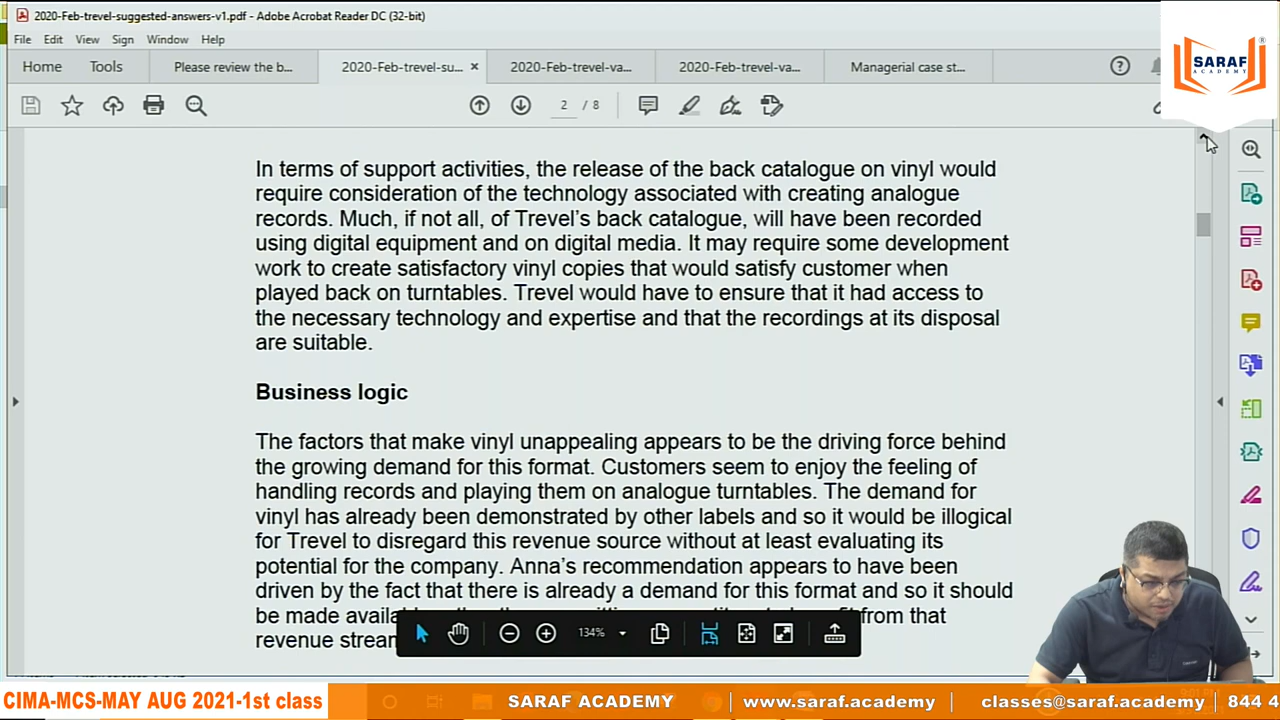 2020-Feb-trevel-suggested-answers-v1.pdf - Adobe Acrobat Reader DC (32-bit)
File Edit View Sign Window Help
Home Tools Please review the b... 2020-Feb-trevel-su... × 2020-Feb-trevel-va... 2020-Feb-trevel-va... Managerial case st...
SARAF
ACADEMY
2 / 8
In terms of support activities, the release of the back catalogue on vinyl would
require consideration of the technology associated with creating analogue
records. Much, if not all, of Trevel's back catalogue, will have been recorded
using digital equipment and on digital media. It may require some development
work to create satisfactory vinyl copies that would satisfy customer when
played back on turntables. Trevel would have to ensure that it had access to
the necessary technology and expertise and that the recordings at its disposal
are suitable.
Business logic
The factors that make vinyl unappealing appears to be the driving force behind
the growing demand for this format. Customers seem to enjoy the feeling of
handling records and playing them on analogue turntables. The demand for
vinyl has already been demonstrated by other labels and so it would be illogical
for Trevel to disregard this revenue source without at least evaluating its
potential for the company. Anna's recommendation appears to have been
driven by the fact that there is already a demand for this format and so it should
be made from that
revenue
134%
CIMA-MCS-MAY AUG 2021-1st class SARAF ACADEMY | www.saraf.academy | classes@saraf.academy | 844 4